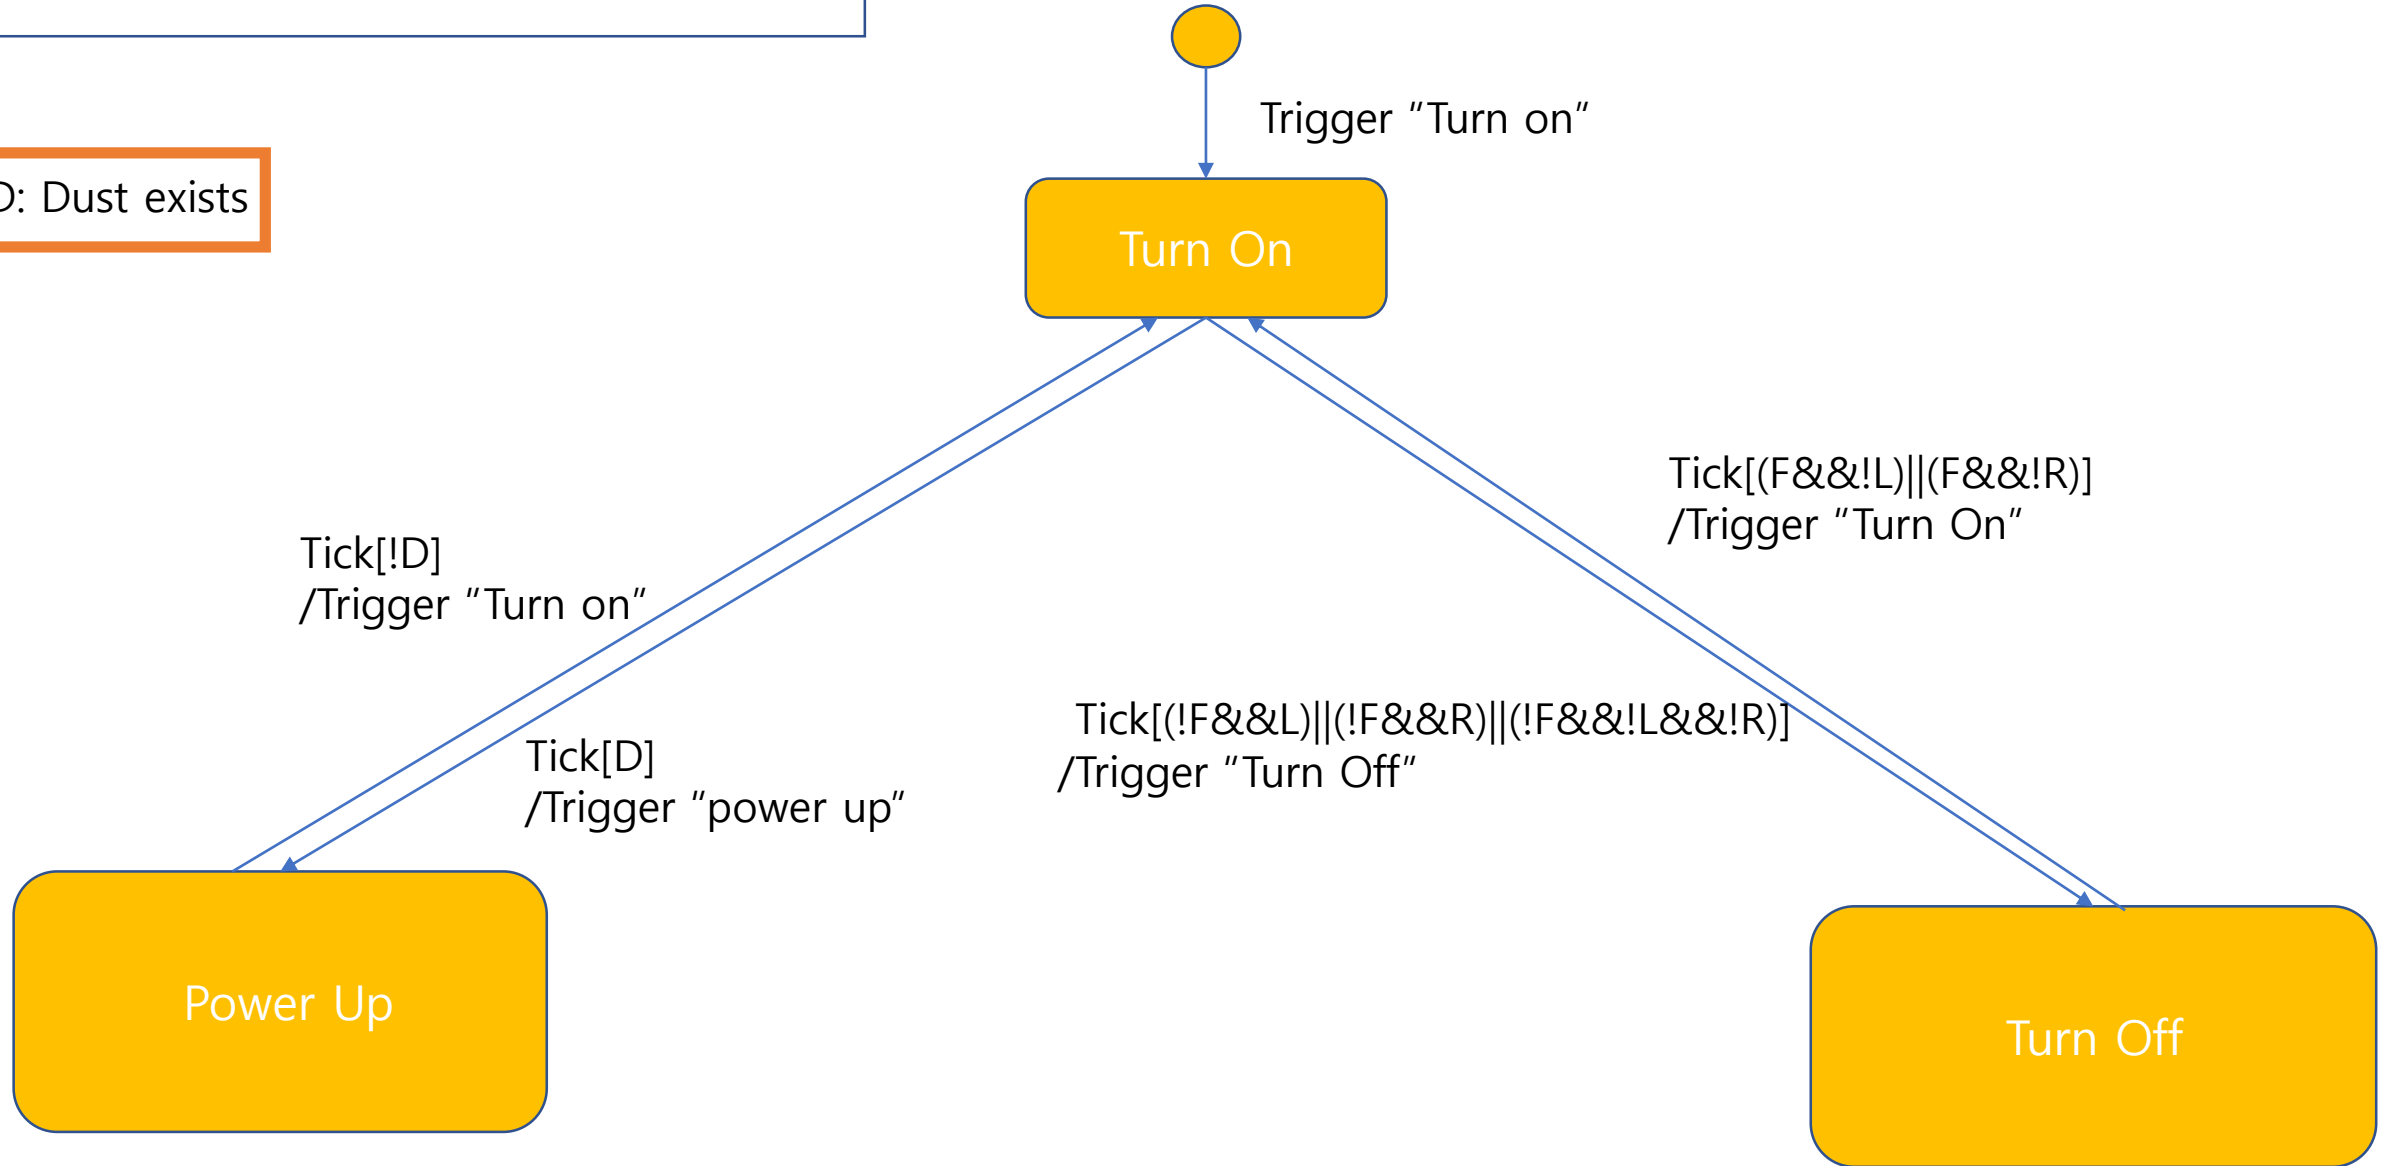 Trigger "Turn on"
D: Dust exists
Turn On
Tick[(F&&!L)||(F&&!R)]
/Trigger "Turn On"
Tick[!D]
/Trigger "Turn on"
Tick[(!F&&L)||(!F&&R)||(!F&&!L&&!R)]
/Trigger "Turn Off"
Tick[D]
/Trigger "power up"
Power Up
Turn Off